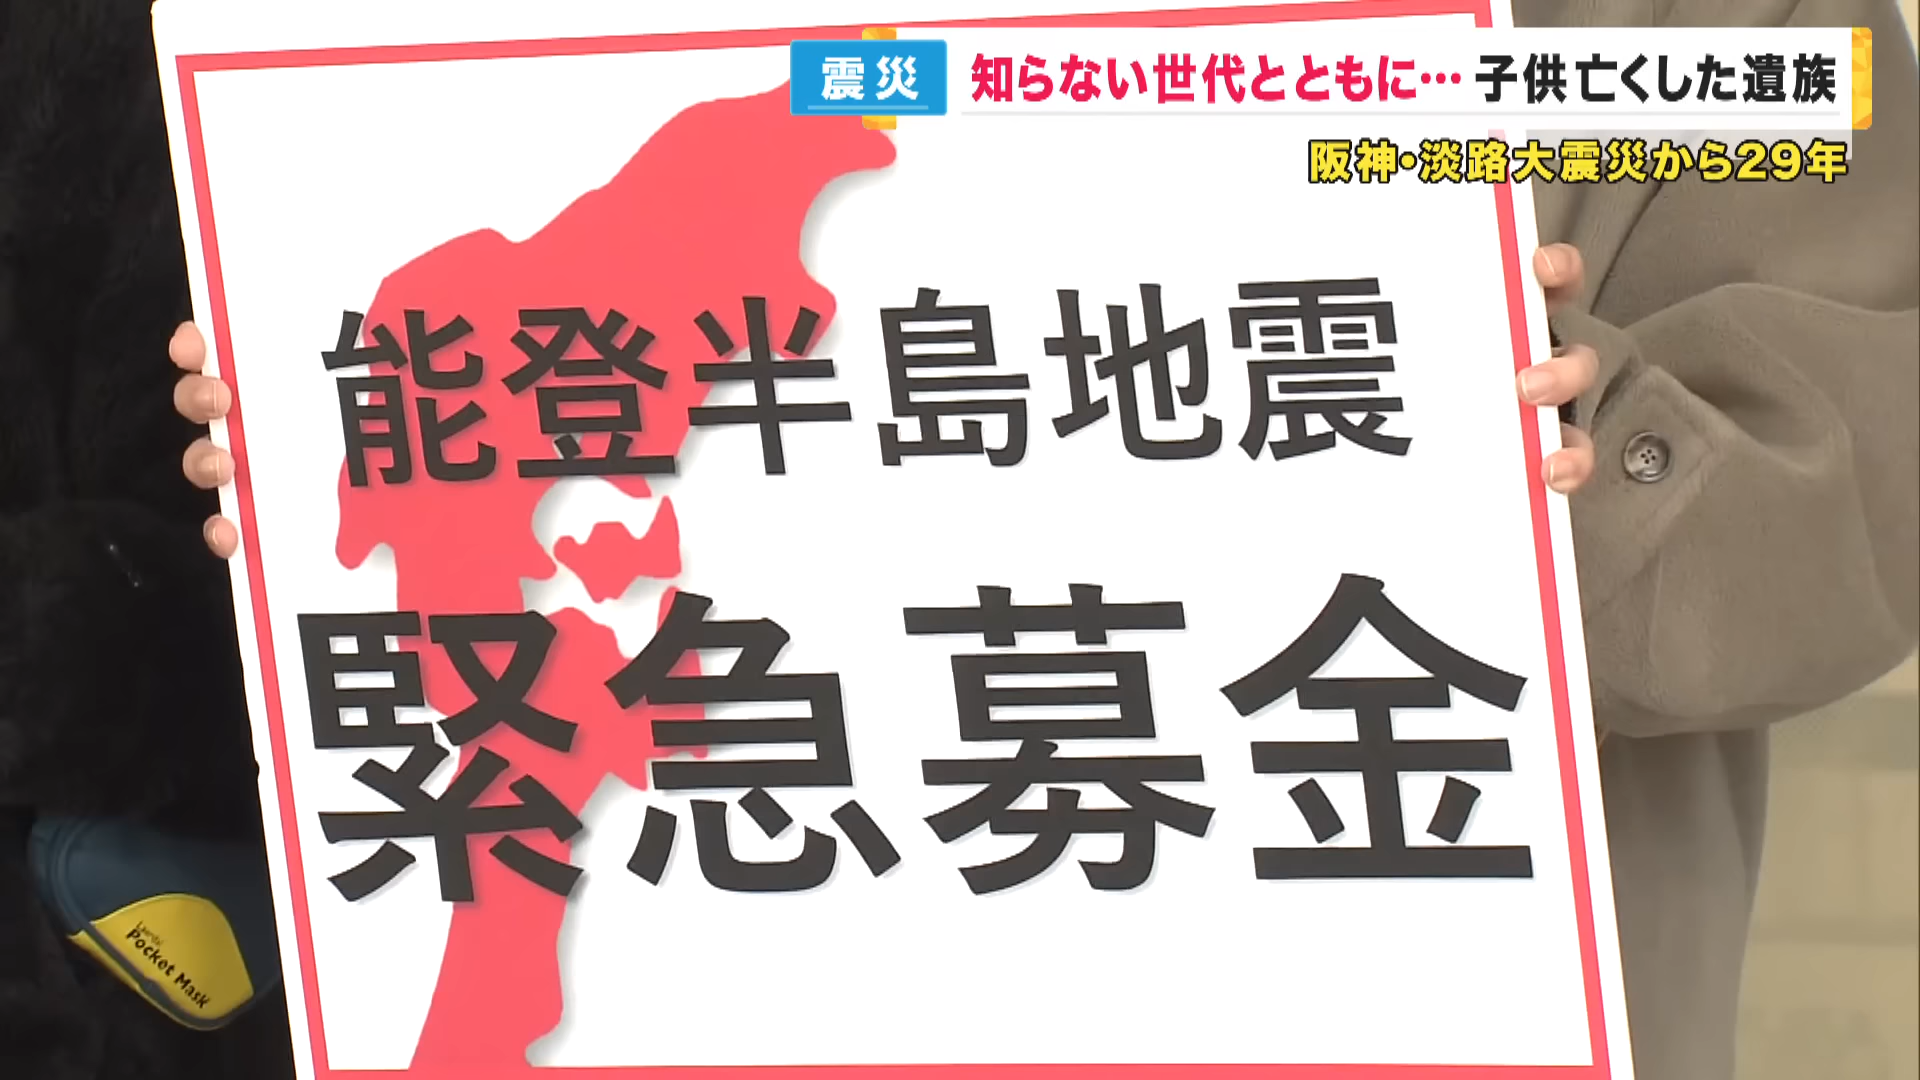 震災
知らない世代とともに…子供亡くした遺族
阪神・淡路大震災から29年
能登半島地震
緊急募金
Pocket Mask